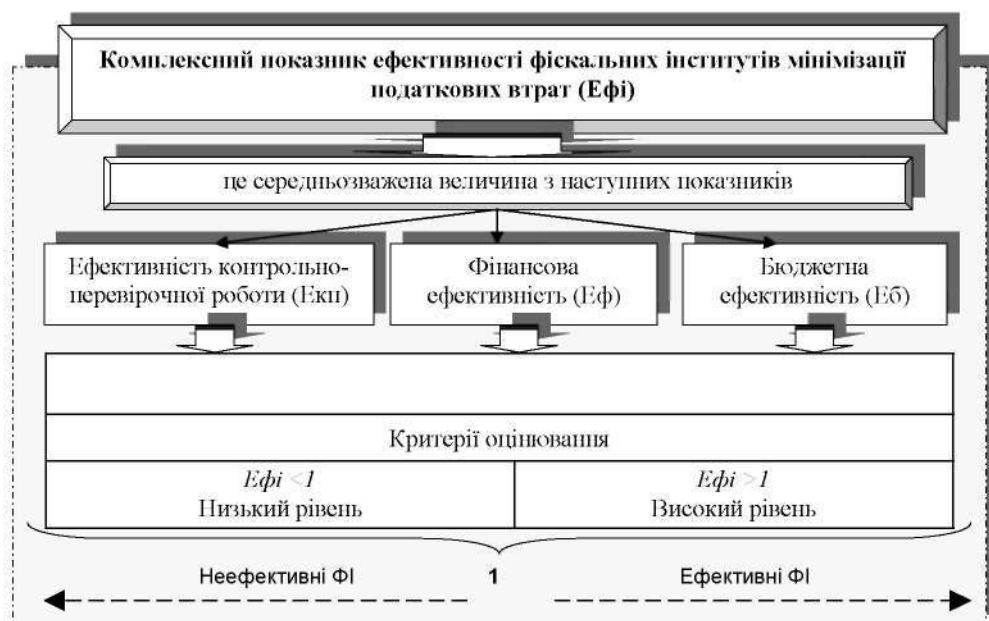 Комплексний показник ефективності фіскальних інститутів мінімізації
податкових втрат (Ефі)
це середньозважена величина з наступних показників
Ефективність контрольно-
перевірочної роботи (Екп)
Фінансова
ефективність (Еф)
Бюджетна
ефективність (Еб)
Критерії оцінювання
Ефі <1
Низький рівень
Ефі >1
Високий рівень
Неефективні ФІ
1
Ефективні ФІ